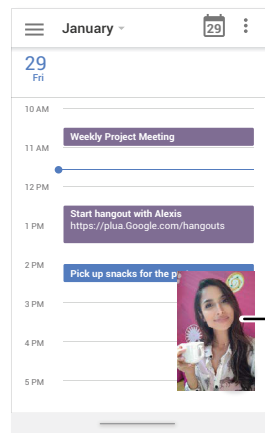 January
29
29
Fri
10 AM
Weekly Project Meeting
11 AM
12 PM
Start hangout with Alexis
1 PM
https://plua.Google.com/hangouts
2 PM
Pick up snacks for the
3 PM
4 PM
5 PM